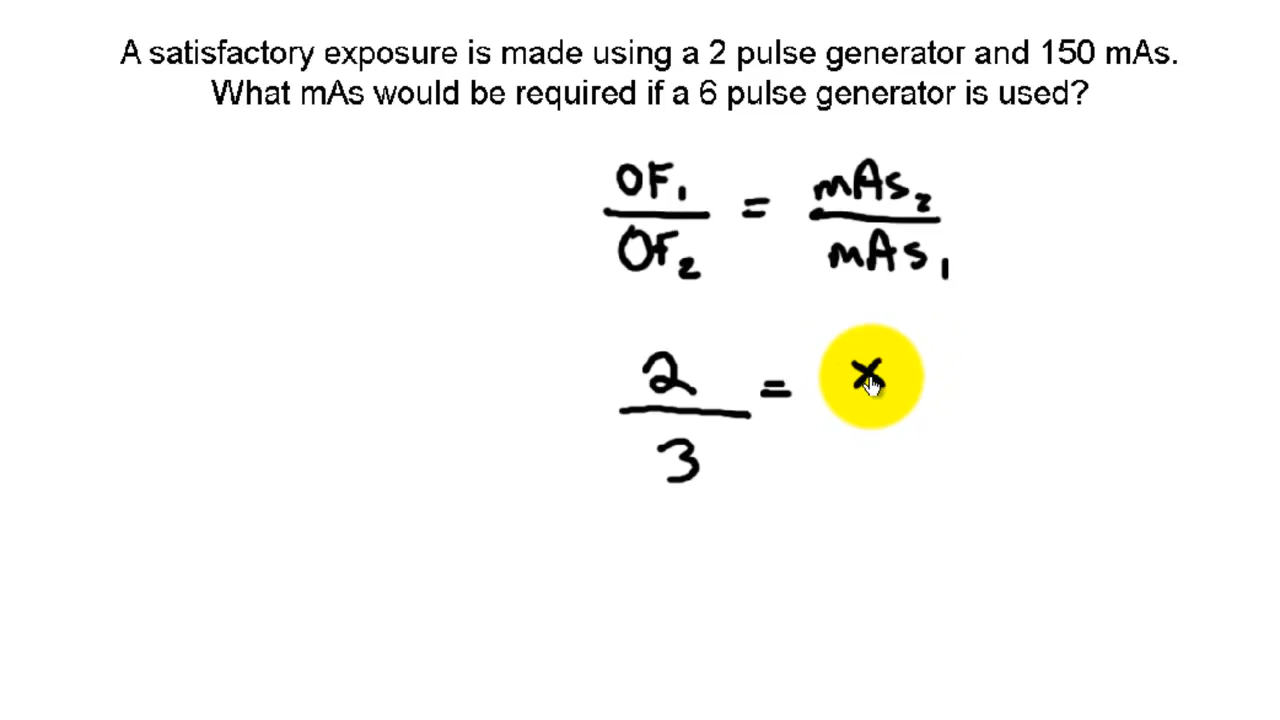 A satisfactory exposure is made using a 2 pulse generator and 150 mAs.
What mAs would be required if a 6 pulse generator is used?
OF₁ = mAs₂
OF₂ mAs₁
2 = x
3